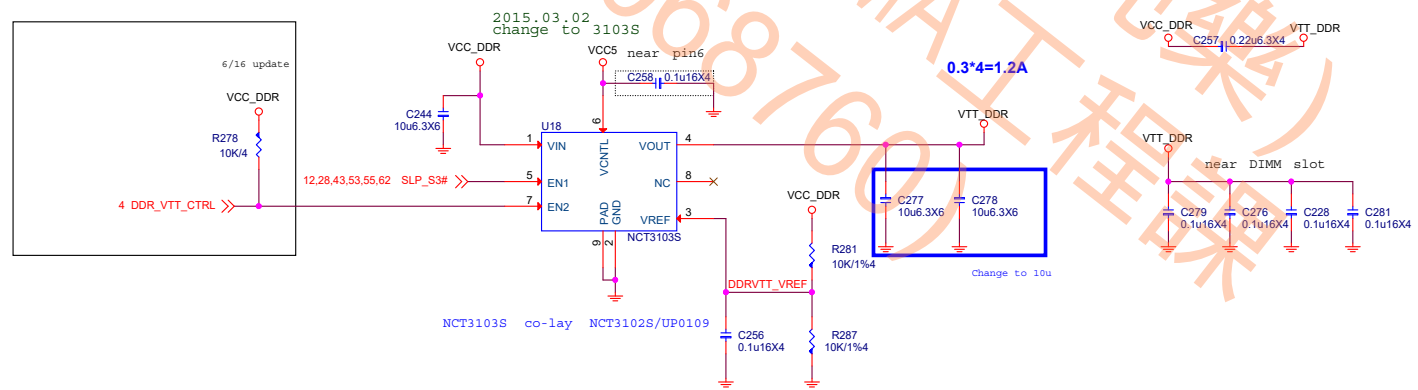 6/16 update
VCC_DDR
R278
10K/4
4 DDR_VTT_CTRL
12,28,43,53,55,62 SLP_S3#
2015.03.02
change to 3103S
VCC_DDR
C244
10u6.3X6
VCC5
near pin6
C258 0.1u16X4
U18
1 VIN
5 EN1
7 EN2
6 VCNTL
VOUT 4
NC 8
VREF 3
PAD 9
GND 2
NCT3103S
NCT3103S co-lay NCT3102S/UP0109
DDRVTT_VREF
C256
0.1u16X4
VCC_DDR
R281
10K/1%4
R287
10K/1%4
0.3*4=1.2A
VTT_DDR
C277
10u6.3X6
C278
10u6.3X6
Change to 10u
VCC_DDR
C257 0.22u6.3X4
VTT_DDR
VTT_DDR
near DIMM slot
C279
0.1u16X4
C276
0.1u16X4
C228
0.1u16X4
C281
0.1u16X4
68760)
工程課